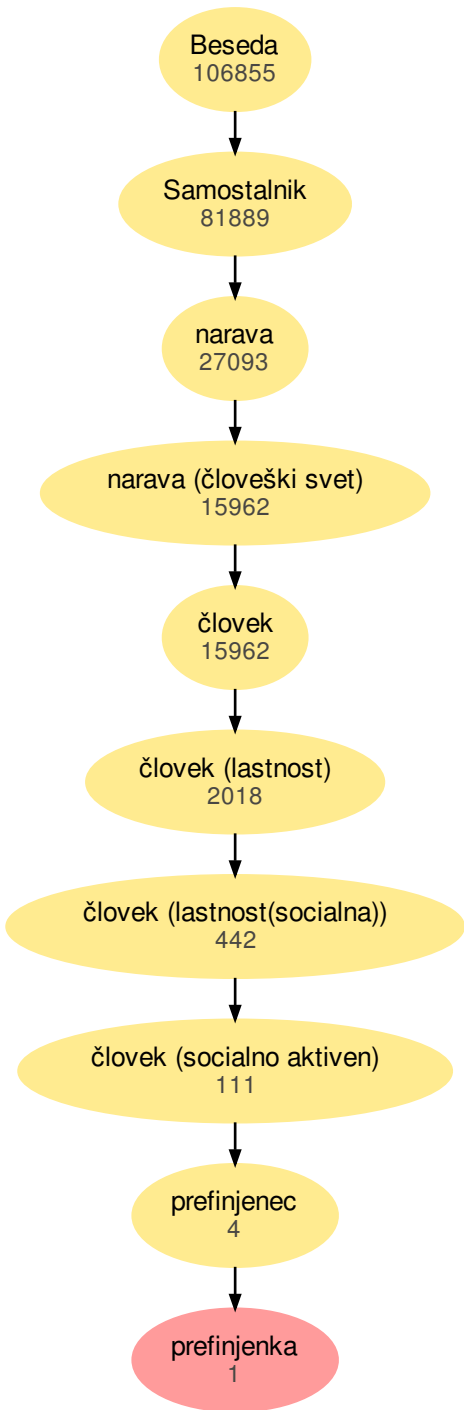 Beseda
106855
Samostalnik
81889
narava
27093
narava (človeški svet)
15962
človek
15962
človek (lastnost)
2018
človek (lastnost(socialna))
442
človek (socialno aktiven)
111
prefinjenec
4
prefinjenka
1